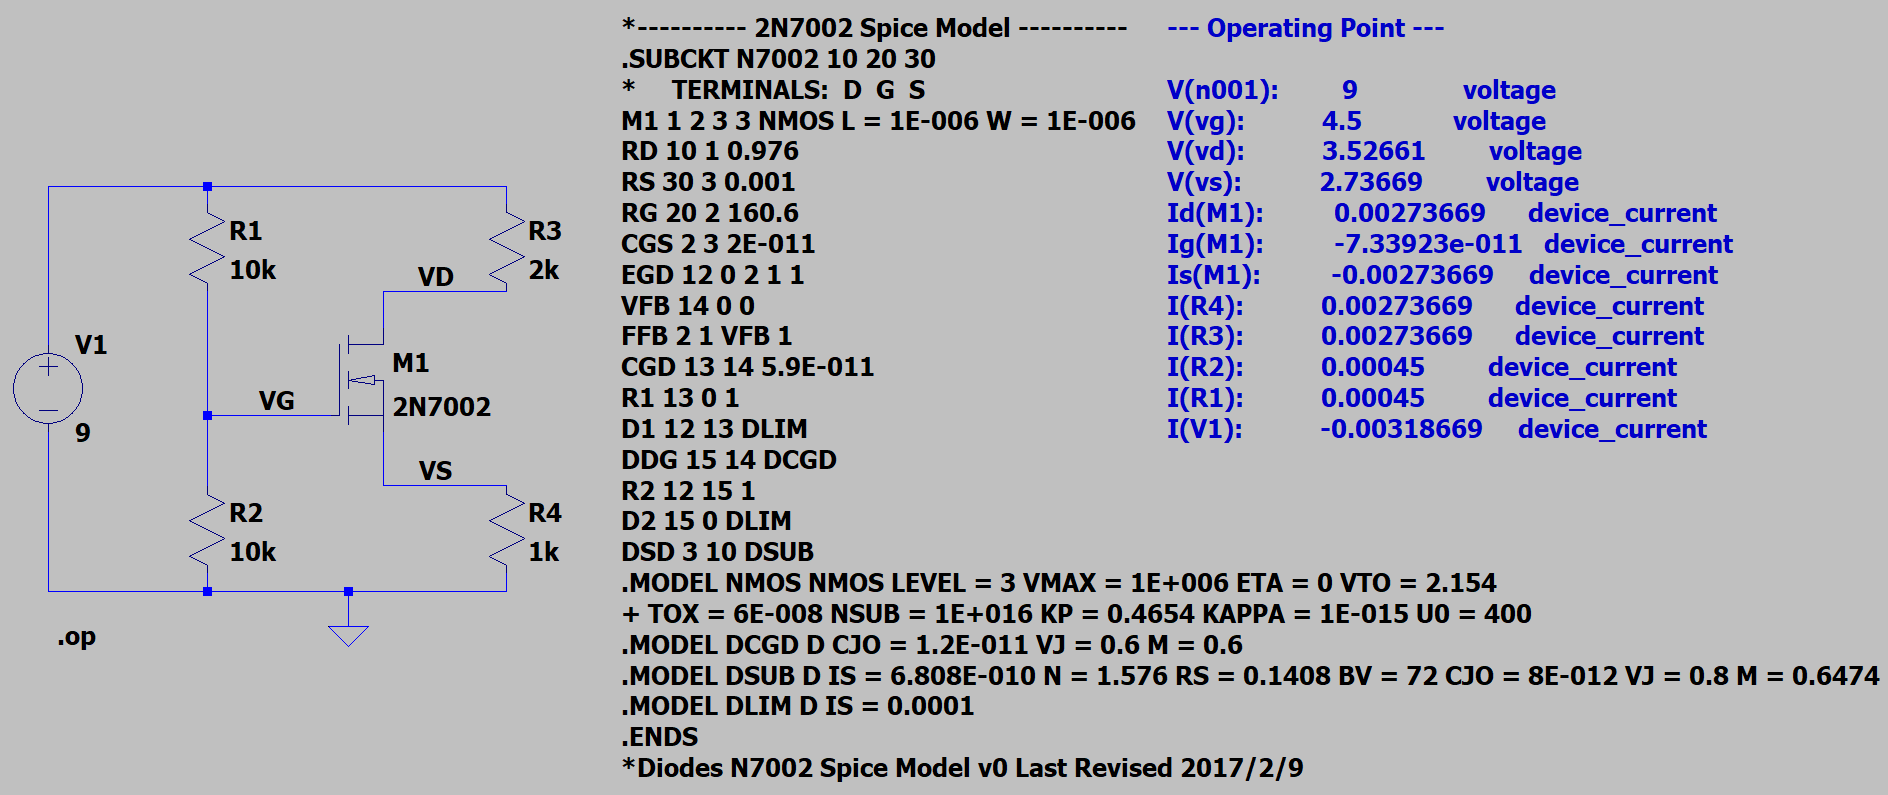 R1
10k
R3
2k
VD
V1
9
M1
2N7002
VG
VS
R2
10k
R4
1k
.op
*---------- 2N7002 Spice Model ----------
.SUBCKT N7002 10 20 30
* TERMINALS: D G S
M1 1 2 3 3 NMOS L = 1E-006 W = 1E-006
RD 10 1 0.976
RS 30 3 0.001
RG 20 2 160.6
CGS 2 3 2E-011
EGD 12 0 2 1 1
VFB 14 0 0
FFB 2 1 VFB 1
CGD 13 14 5.9E-011
R1 13 0 1
D1 12 13 DLIM
DDG 15 14 DCGD
R2 12 15 1
D2 15 0 DLIM
DSD 3 10 DSUB
.MODEL NMOS NMOS LEVEL = 3 VMAX = 1E+006 ETA = 0 VTO = 2.154
+ TOX = 6E-008 NSUB = 1E+016 KP = 0.4654 KAPPA = 1E-015 U0 = 400
.MODEL DCGD D CJO = 1.2E-011 VJ = 0.6 M = 0.6
.MODEL DSUB D IS = 6.808E-010 N = 1.576 RS = 0.1408 BV = 72 CJO = 8E-012 VJ = 0.8 M = 0.6474
.MODEL DLIM D IS = 0.0001
.ENDS
*Diodes N7002 Spice Model v0 Last Revised 2017/2/9
--- Operating Point ---
V(n001): 9 voltage
V(vg): 4.5 voltage
V(vd): 3.52661 voltage
V(vs): 2.73669 voltage
Id(M1): 0.00273669 device_current
Ig(M1): -7.33923e-011 device_current
Is(M1): -0.00273669 device_current
I(R4): 0.00273669 device_current
I(R3): 0.00273669 device_current
I(R2): 0.00045 device_current
I(R1): 0.00045 device_current
I(V1): -0.00318669 device_current